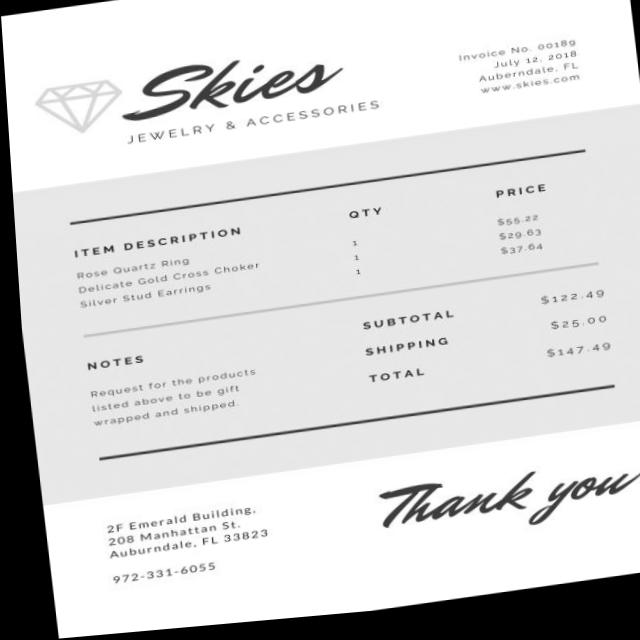 Skies
JEWELRY & ACCESSORIES
Invoice No. 00189
July 12, 2018
Auberndale, FL
www.skies.com
ITEM DESCRIPTION QTY PRICE
Rose Quartz Ring 1 $55.22
Delicate Gold Cross Choker 1 $29.63
Silver Stud Earrings 1 $37.64
SUBTOTAL $122.49
SHIPPING $25.00
TOTAL $147.49
NOTES
Request for the products
listed above to be gift
wrapped and shipped.
2F Emerald Building,
208 Manhattan St.
Auburndale, FL 33823
972-331-6055
Thank you